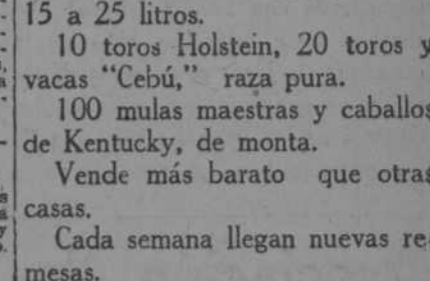 15 a 25 litros.
10 toros Holstein, 20 toros y
vacas “Cebú,” raza pura.
100 mulas maestras y caballos
de Kentucky, de monta.
Vende más barato que otras
casas.
Cada semana llegan nuevas re-
mesas.